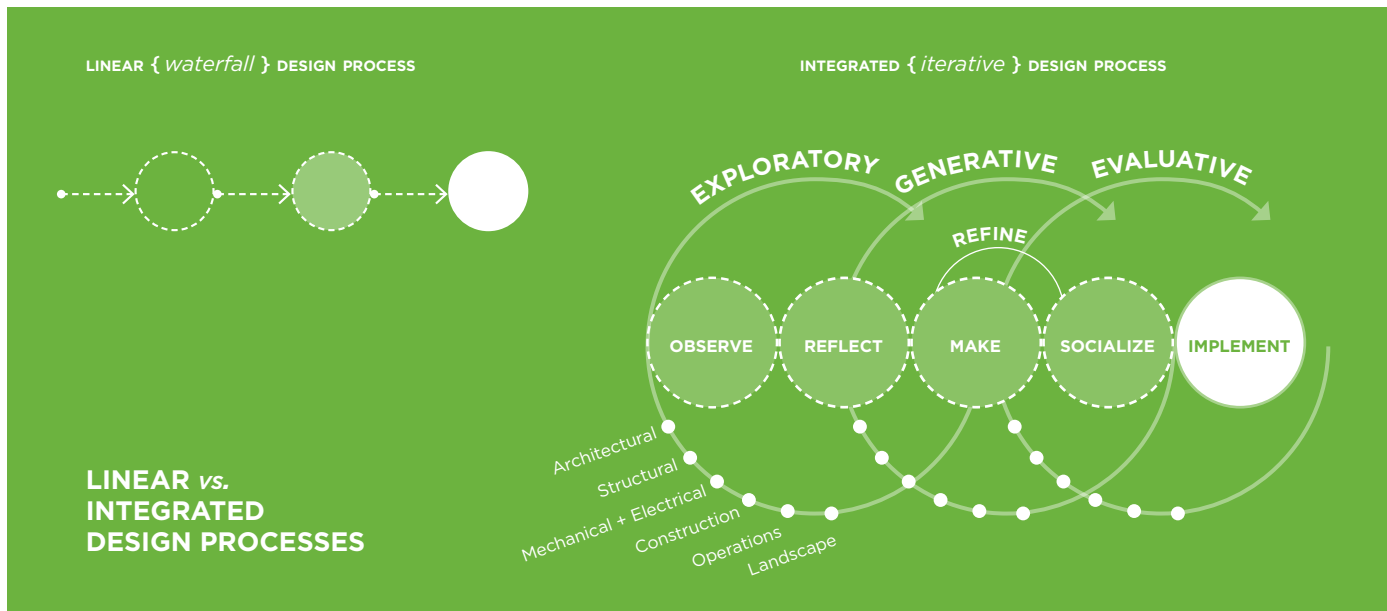 LINEAR { waterfall } DESIGN PROCESS
INTEGRATED { iterative } DESIGN PROCESS
EXPLORATORY
GENERATIVE
EVALUATIVE
REFINE
OBSERVE
REFLECT
MAKE
SOCIALIZE
IMPLEMENT
Architectural
Structural
Mechanical + Electrical
Construction
Operations
Landscape
LINEAR vs.
INTEGRATED
DESIGN PROCESSES